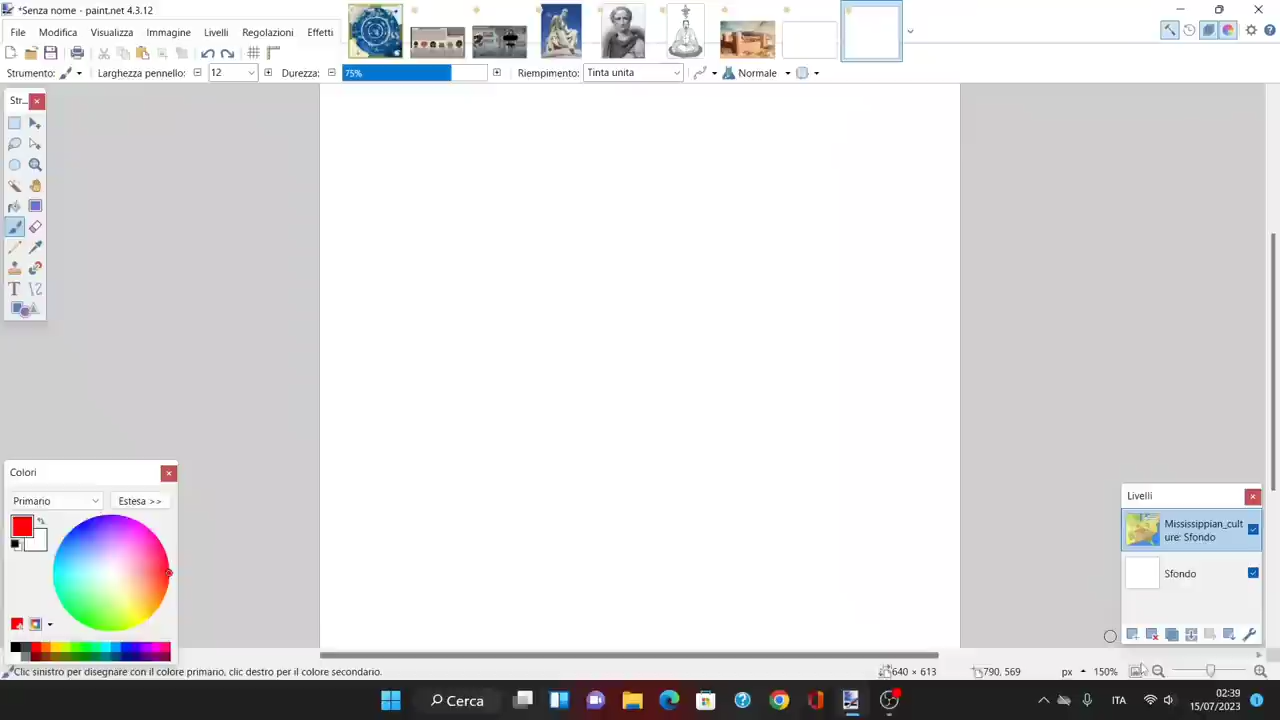 *Senza nome - paint.net 4.3.12
File Modifica Visualizza Immagine Livelli Regolazioni Effetti
Strumento: Larghezza pennello: 12 Durezza: 75% Riempimento: Tinta unita Normale
Str...
Colori
Primario Estesa >>
Livelli
Mississippian_cult
ure: Sfondo
Sfondo
Clic sinistro per disegnare con il colore primario, clic destro per il colore secondario.
640 × 613 790, 569 px 150%
Cerca
ITA
02:39
15/07/2023